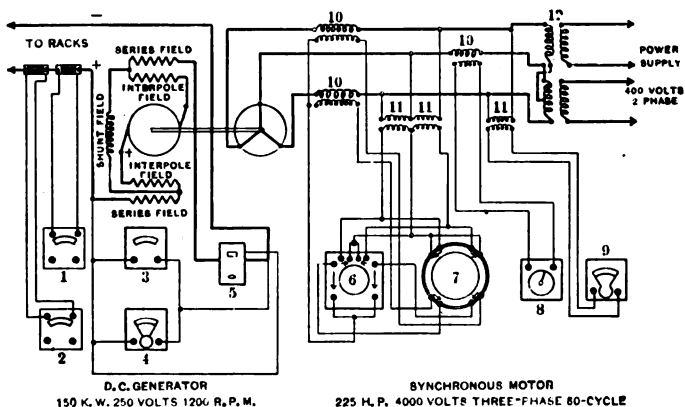 −
10
12
TO RACKS
SERIES FIELD
10
POWER
SUPPLY
+
INTERPOLE
FIELD
10
400 VOLTS
2 PHASE
SHUNT FIELD
11
11
11
+
INTERPOLE
FIELD
SERIES FIELD
1
3
5
6
7
8
9
2
4
D.C. GENERATOR
150 K.W. 250 VOLTS 1200 R.P.M.
SYNCHRONOUS MOTOR
225 H.P. 4000 VOLTS THREE-PHASE 60-CYCLE